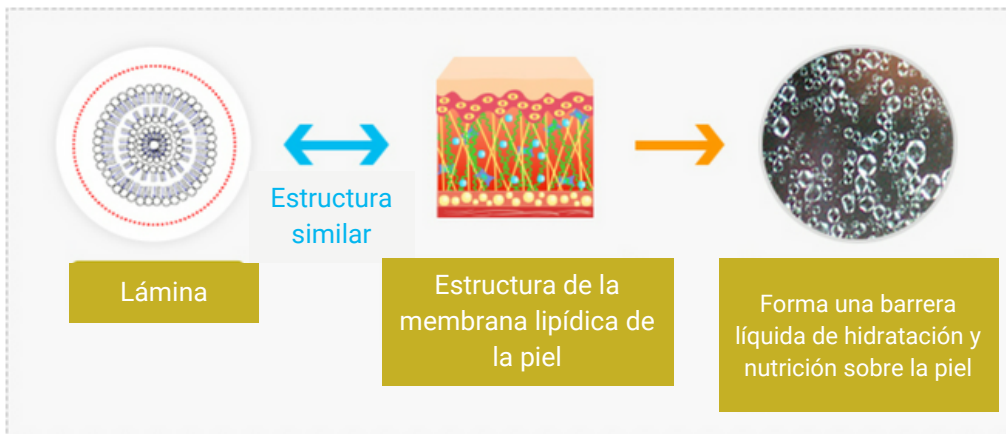 Estructura
similar
Lámina
Estructura de la
membrana lipídica de
la piel
Forma una barrera
líquida de hidratación y
nutrición sobre la piel